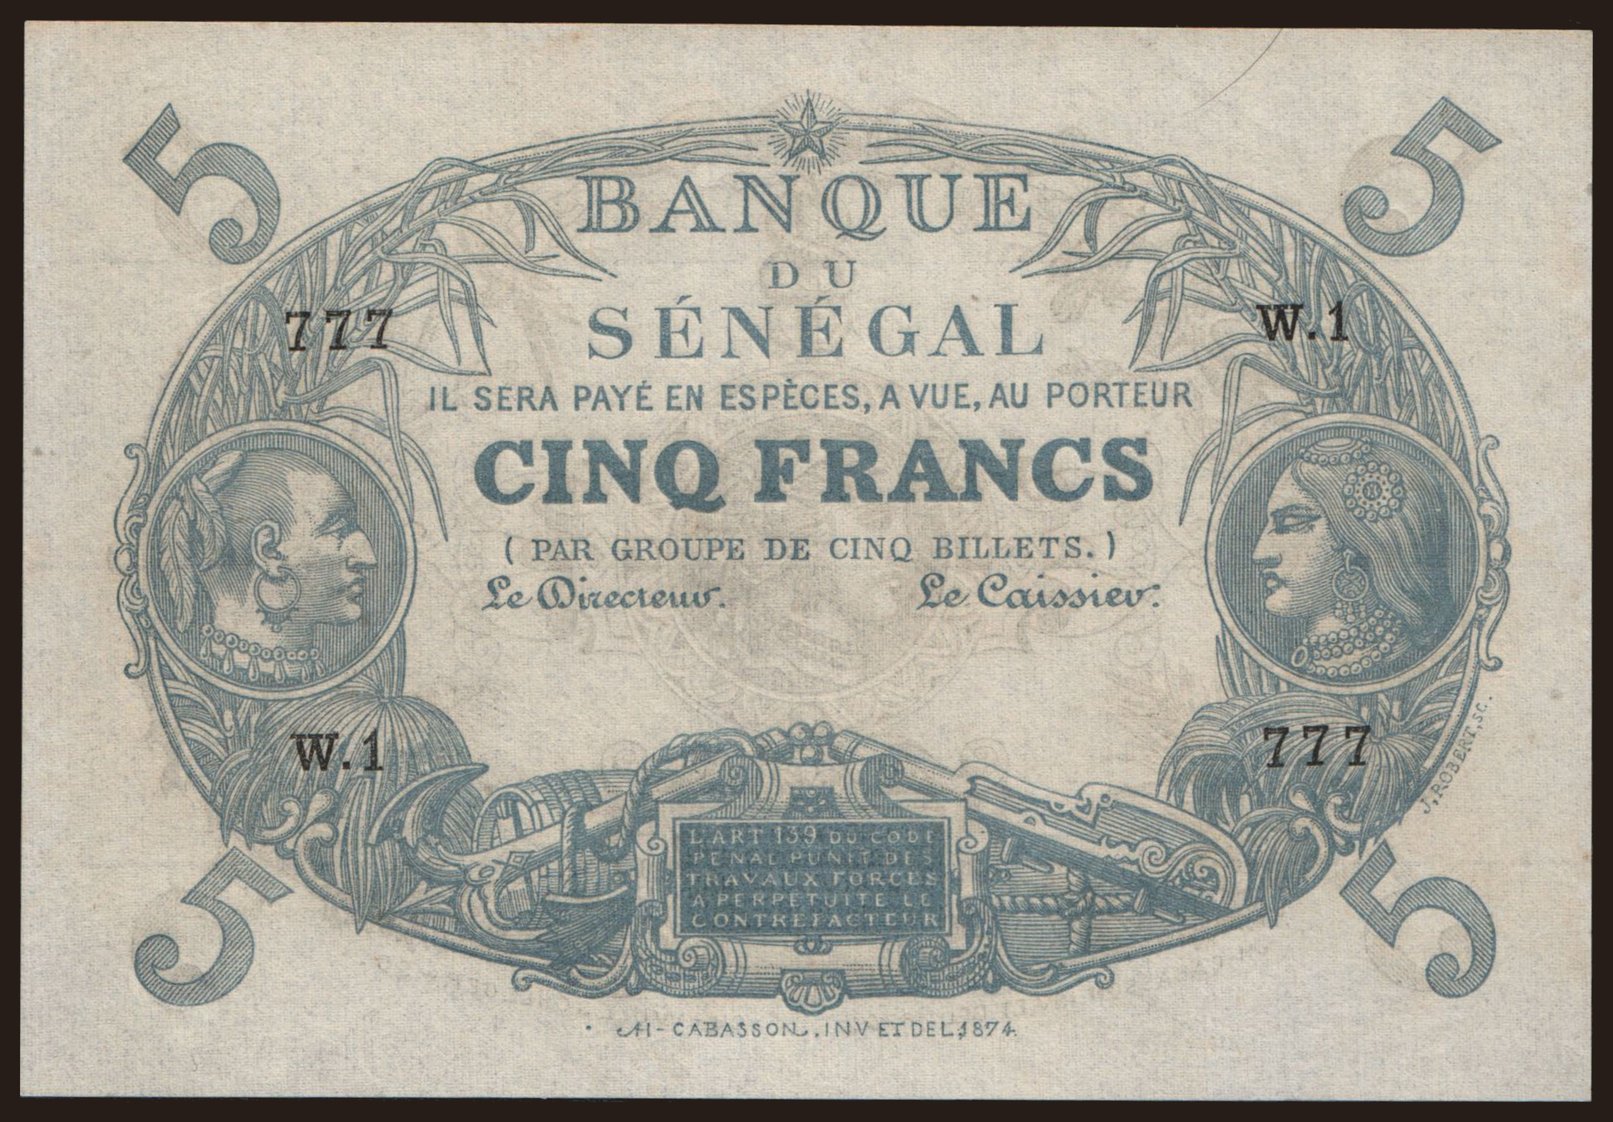 5 5
BANQUE
DU
SÉNÉGAL
777 W.1
IL SERA PAYÉ EN ESPÈCES, A VUE, AU PORTEUR
CINQ FRANCS
(PAR GROUPE DE CINQ BILLETS.)
Le Directeur. Le Caissier.
W.1 777
L'ART 139 DU CODE
PENAL PUNIT DES
TRAVAUX FORCES
A PERPETUITE LE
CONTREFACTEUR
J. ROBERT, SC.
5 5
H-CABASSON, INV ET DEL, 1874.